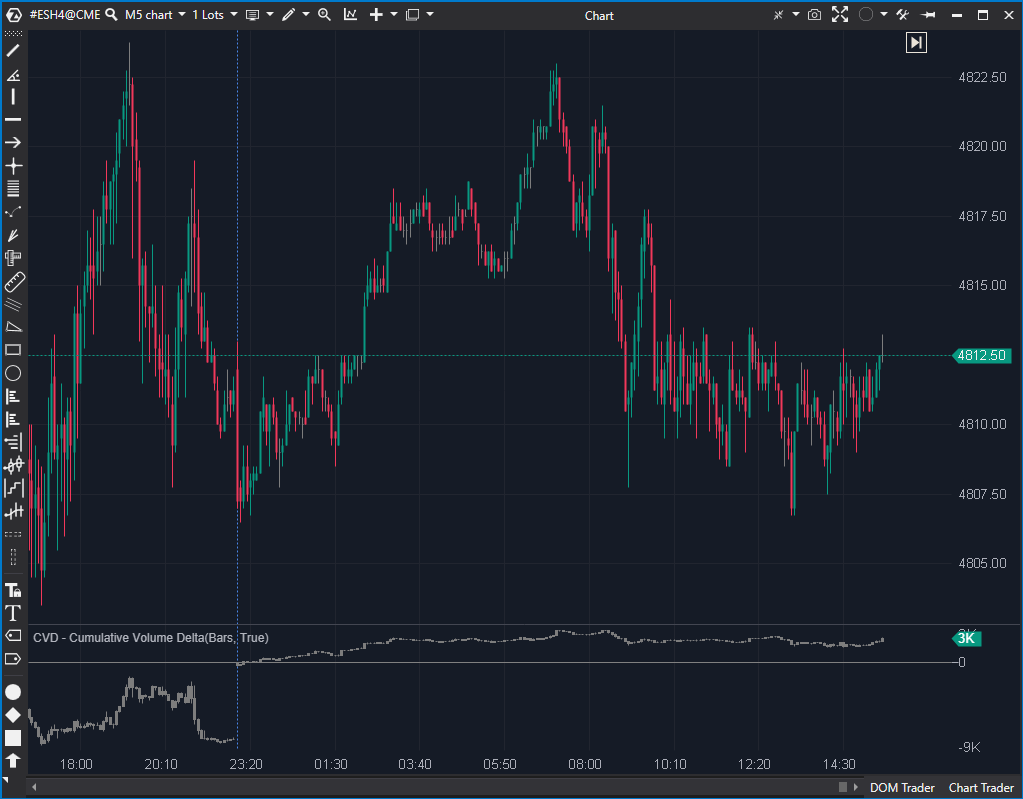 #ESH4@CME M5 chart 1 Lots Chart
4822.50
4820.00
4817.50
4815.00
4812.50
4810.00
4807.50
4805.00
CVD - Cumulative Volume Delta(Bars, True)
3K
0
-9K
18:00 20:10 23:20 01:30 03:40 05:50 08:00 10:10 12:20 14:30
DOM Trader Chart Trader